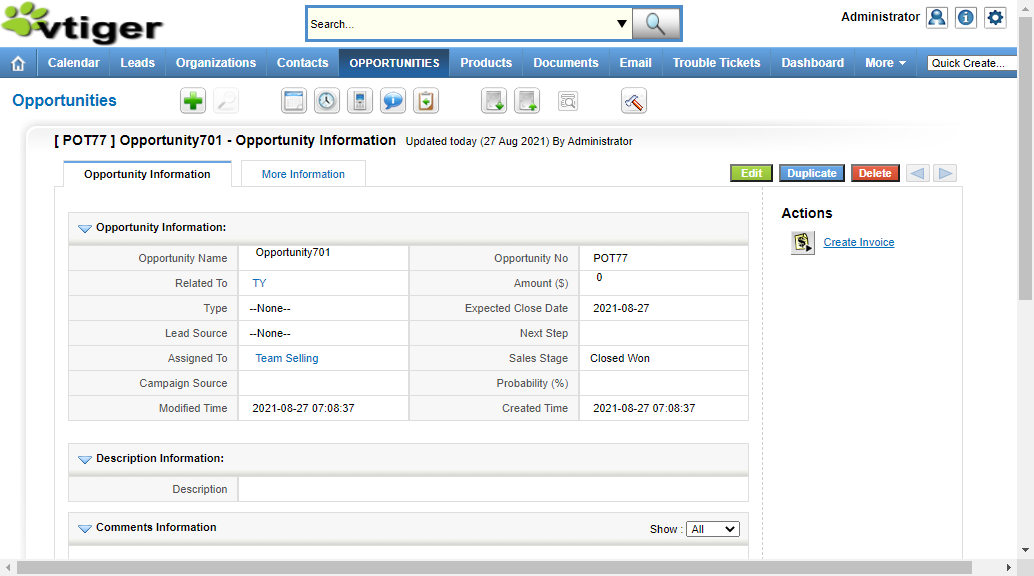 vtiger
Search...
Administrator
Calendar Leads Organizations Contacts OPPORTUNITIES Products Documents Email Trouble Tickets Dashboard More Quick Create...
Opportunities
[ POT77 ] Opportunity701 - Opportunity Information Updated today (27 Aug 2021) By Administrator
Opportunity Information More Information Edit Duplicate Delete
Actions
Create Invoice
Opportunity Information:
Opportunity Name Opportunity701 Opportunity No POT77
Related To TY Amount ($) 0
Type --None-- Expected Close Date 2021-08-27
Lead Source --None-- Next Step
Assigned To Team Selling Sales Stage Closed Won
Campaign Source Probability (%)
Modified Time 2021-08-27 07:08:37 Created Time 2021-08-27 07:08:37
Description Information:
Description
Comments Information Show : All